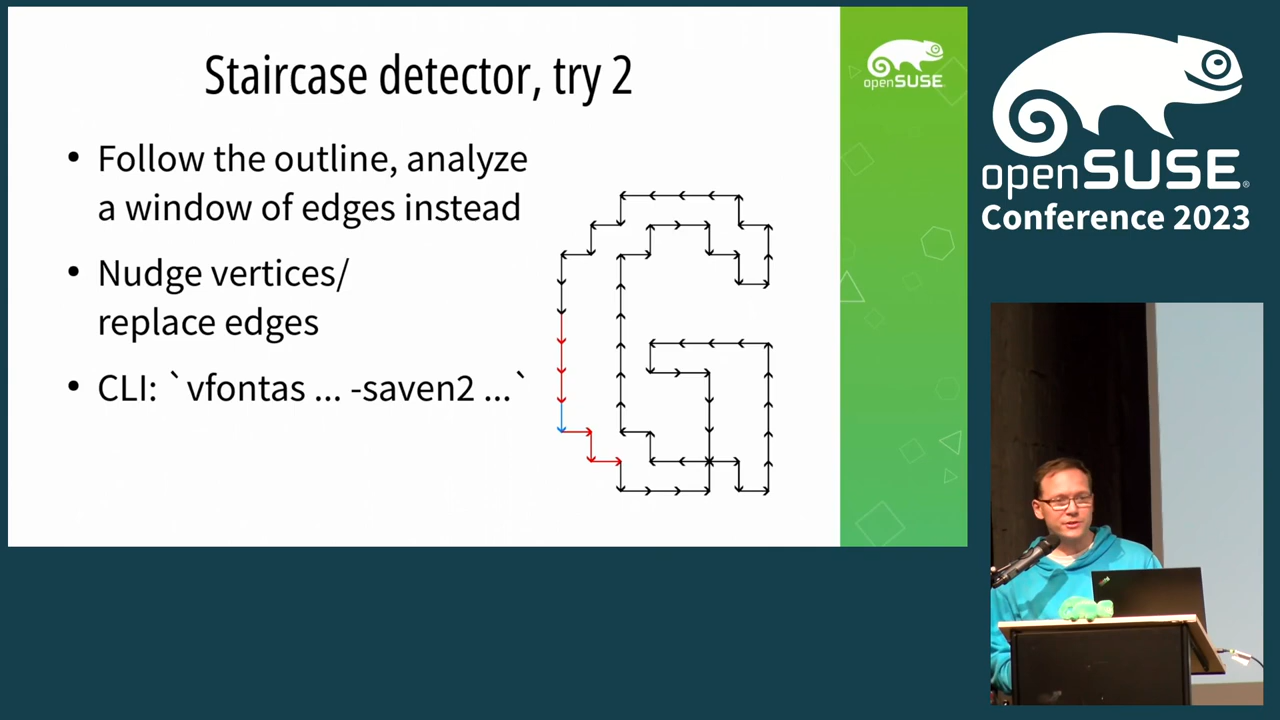 Staircase detector, try 2
• Follow the outline, analyze
a window of edges instead
• Nudge vertices/
replace edges
• CLI: `vfontas ... -saven2 ...`
openSUSE
openSUSE
Conference 2023